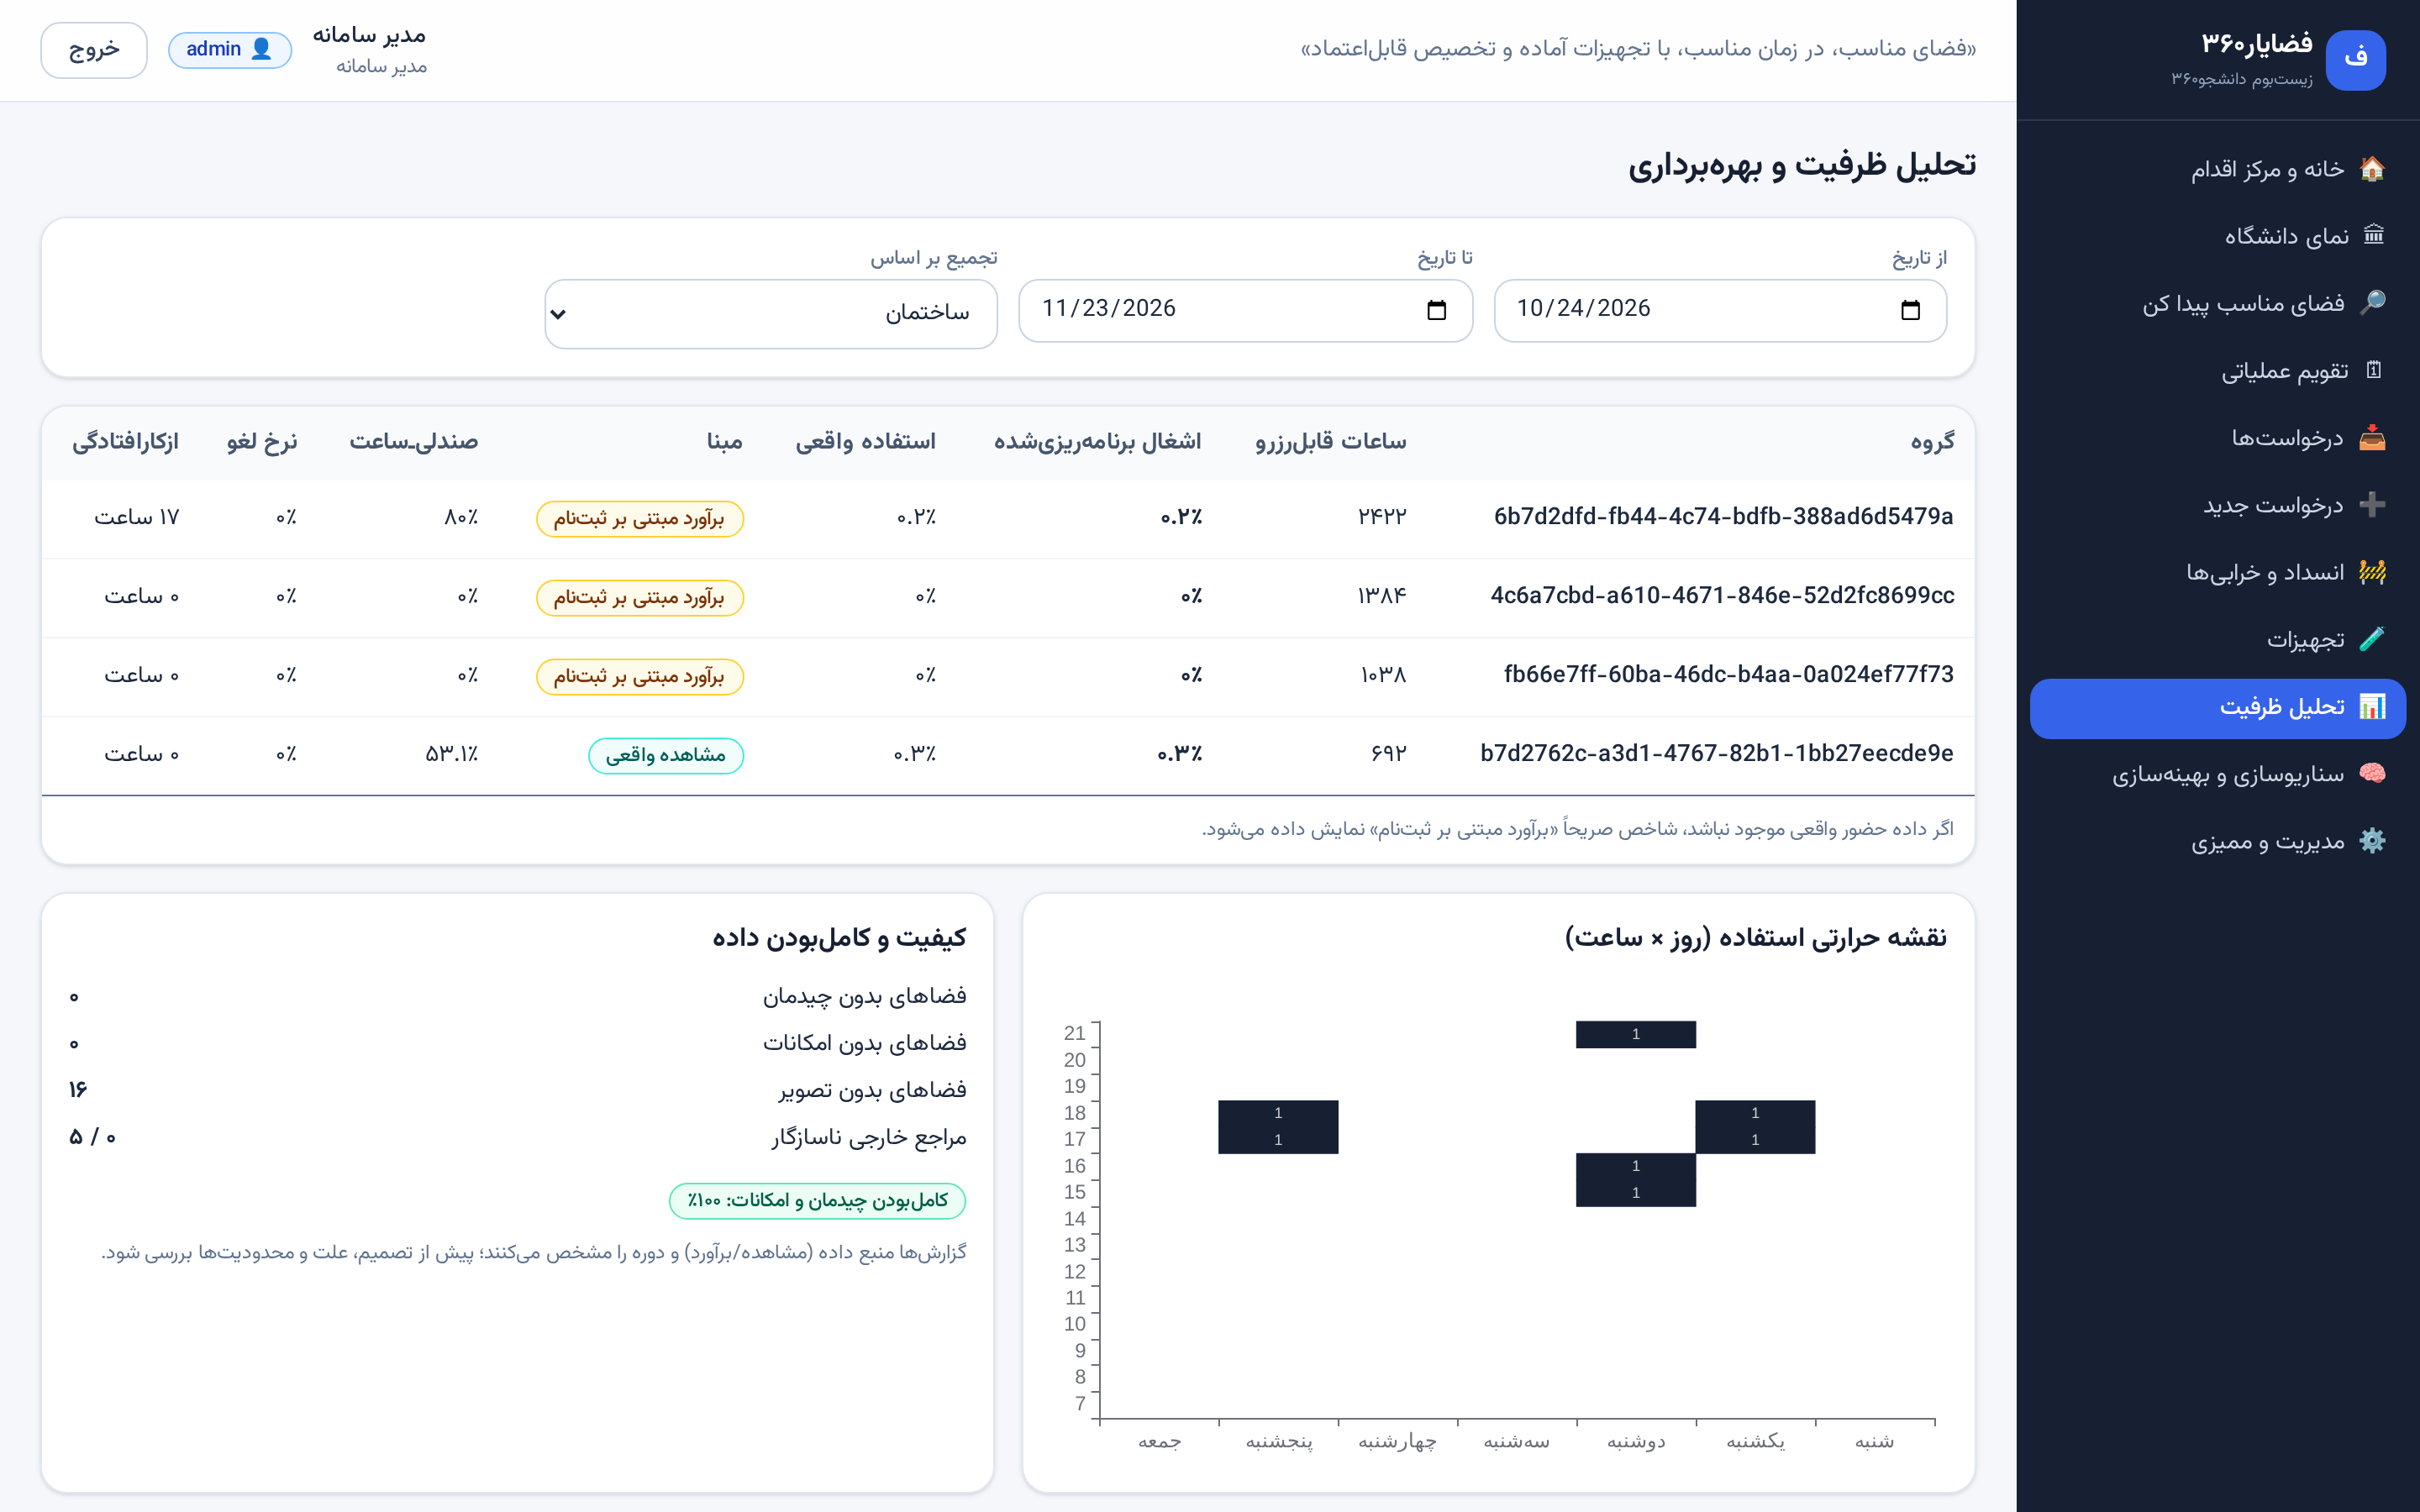 فضایار۳۶۰
زیست‌بوم دانشجو۳۶۰
ف
خانه و مرکز اقدام
نمای دانشگاه
فضای مناسب پیدا کن
تقویم عملیاتی
درخواست‌ها
درخواست جدید
انسداد و خرابی‌ها
تجهیزات
تحلیل ظرفیت
سناریوسازی و بهینه‌سازی
مدیریت و ممیزی
«فضای مناسب، در زمان مناسب، با تجهیزات آماده و تخصیص قابل‌اعتماد»
مدیر سامانه
مدیر سامانه
admin
خروج
تحلیل ظرفیت و بهره‌برداری
از تاریخ
تا تاریخ
تجمیع بر اساس
10/24/2026
11/23/2026
ساختمان
گروه ساعات قابل‌رزرو اشغال برنامه‌ریزی‌شده استفاده واقعی مبنا صندلی‌ـساعت نرخ لغو ازکارافتادگی
6b7d2dfd-fb44-4c74-bdfb-388ad6d5479a ۲۴۲۲ ۰.۲٪ ۰.۲٪ برآورد مبتنی بر ثبت‌نام ۸۰٪ ۰٪ ۱۷ ساعت
4c6a7cbd-a610-4671-846e-52d2fc8699cc ۱۳۸۴ ۰٪ ۰٪ برآورد مبتنی بر ثبت‌نام ۰٪ ۰٪ ۰ ساعت
fb66e7ff-60ba-46dc-b4aa-0a024ef77f73 ۱۰۳۸ ۰٪ ۰٪ برآورد مبتنی بر ثبت‌نام ۰٪ ۰٪ ۰ ساعت
b7d2762c-a3d1-4767-82b1-1bb27eecde9e ۶۹۲ ۰.۳٪ ۰.۳٪ مشاهده واقعی ۵۳.۱٪ ۰٪ ۰ ساعت
اگر داده حضور واقعی موجود نباشد، شاخص صریحاً «برآورد مبتنی بر ثبت‌نام» نمایش داده می‌شود.
نقشه حرارتی استفاده (روز × ساعت)
21 1
20
19
18 1 1
17 1 1
16 1
15 1
14
13
12
11
10
9
8
7
شنبه یکشنبه دوشنبه سه‌شنبه چهارشنبه پنجشنبه جمعه
کیفیت و کامل‌بودن داده
فضاهای بدون چیدمان ۰
فضاهای بدون امکانات ۰
فضاهای بدون تصویر ۱۶
مراجع خارجی ناسازگار ۰ / ۵
کامل‌بودن چیدمان و امکانات: ۱۰۰٪
گزارش‌ها منبع داده (مشاهده/برآورد) و دوره را مشخص می‌کنند؛ پیش از تصمیم، علت و محدودیت‌ها بررسی شود.